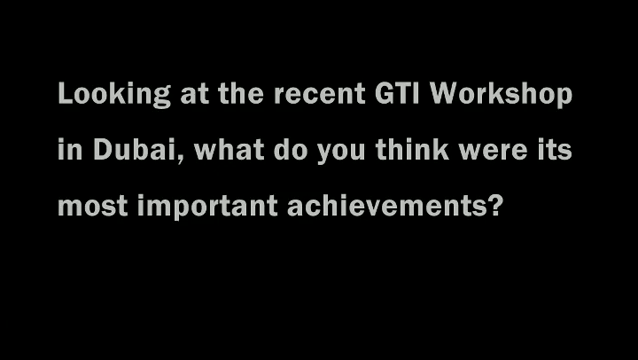 Looking at the recent GTI Workshop
in Dubai, what do you think were its
most important achievements?